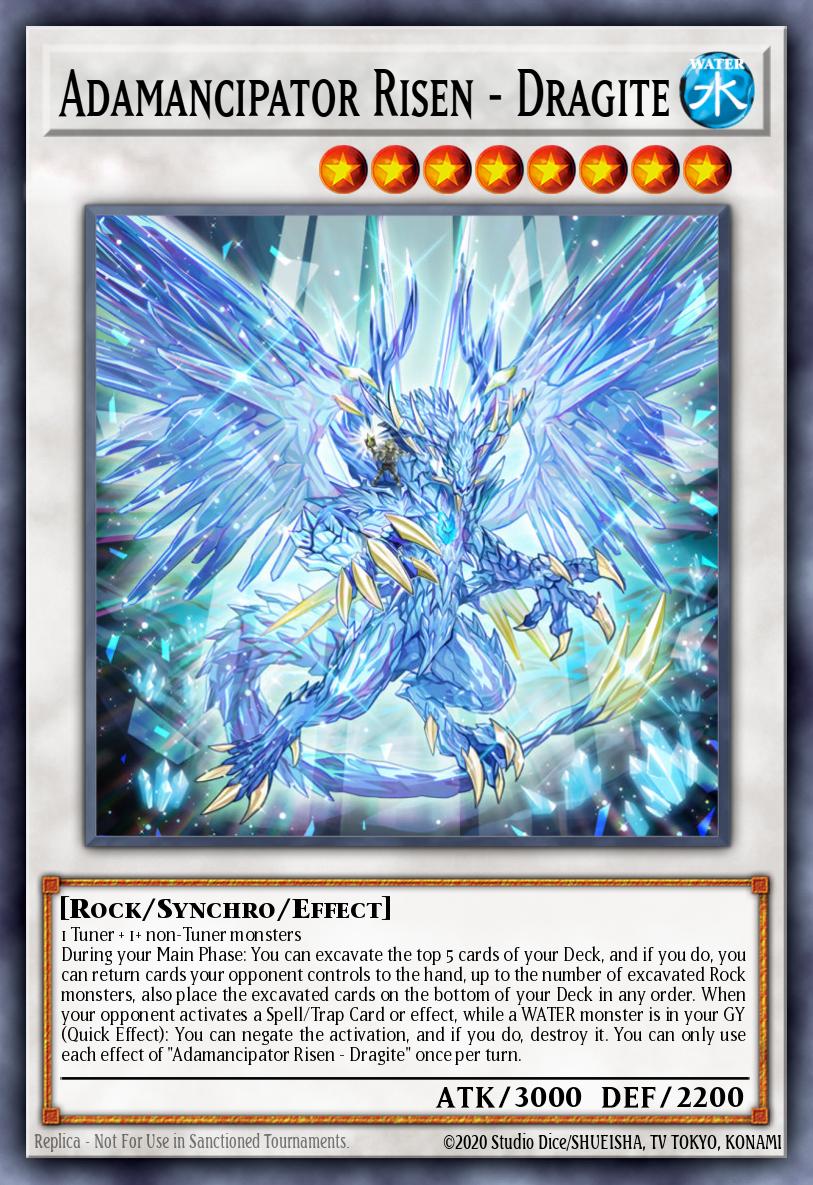 Adamancipator Risen - Dragite
WATER
水
[Rock/Synchro/Effect]
1 Tuner + 1+ non-Tuner monsters
During your Main Phase: You can excavate the top 5 cards of your Deck, and if you do, you
can return cards your opponent controls to the hand, up to the number of excavated Rock
monsters, also place the excavated cards on the bottom of your Deck in any order. When
your opponent activates a Spell/Trap Card or effect, while a WATER monster is in your GY
(Quick Effect): You can negate the activation, and if you do, destroy it. You can only use
each effect of "Adamancipator Risen - Dragite" once per turn.
ATK/3000 DEF/2200
Replica - Not For Use in Sanctioned Tournaments.
©2020 Studio Dice/SHUEISHA, TV TOKYO, KONAMI